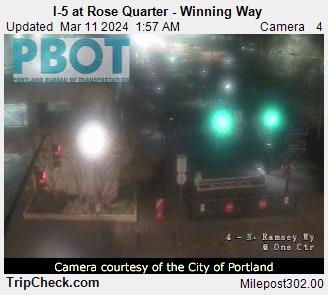 I-5 at Rose Quarter - Winning Way
Updated Mar 11 2024 1:57 AM Camera 4
PBOT
PORTLAND BUREAU OF TRANSPORTATION
4 - N. Ramsey Wy
@ One Ctr
Camera courtesy of the City of Portland
TripCheck.com Milepost302.00